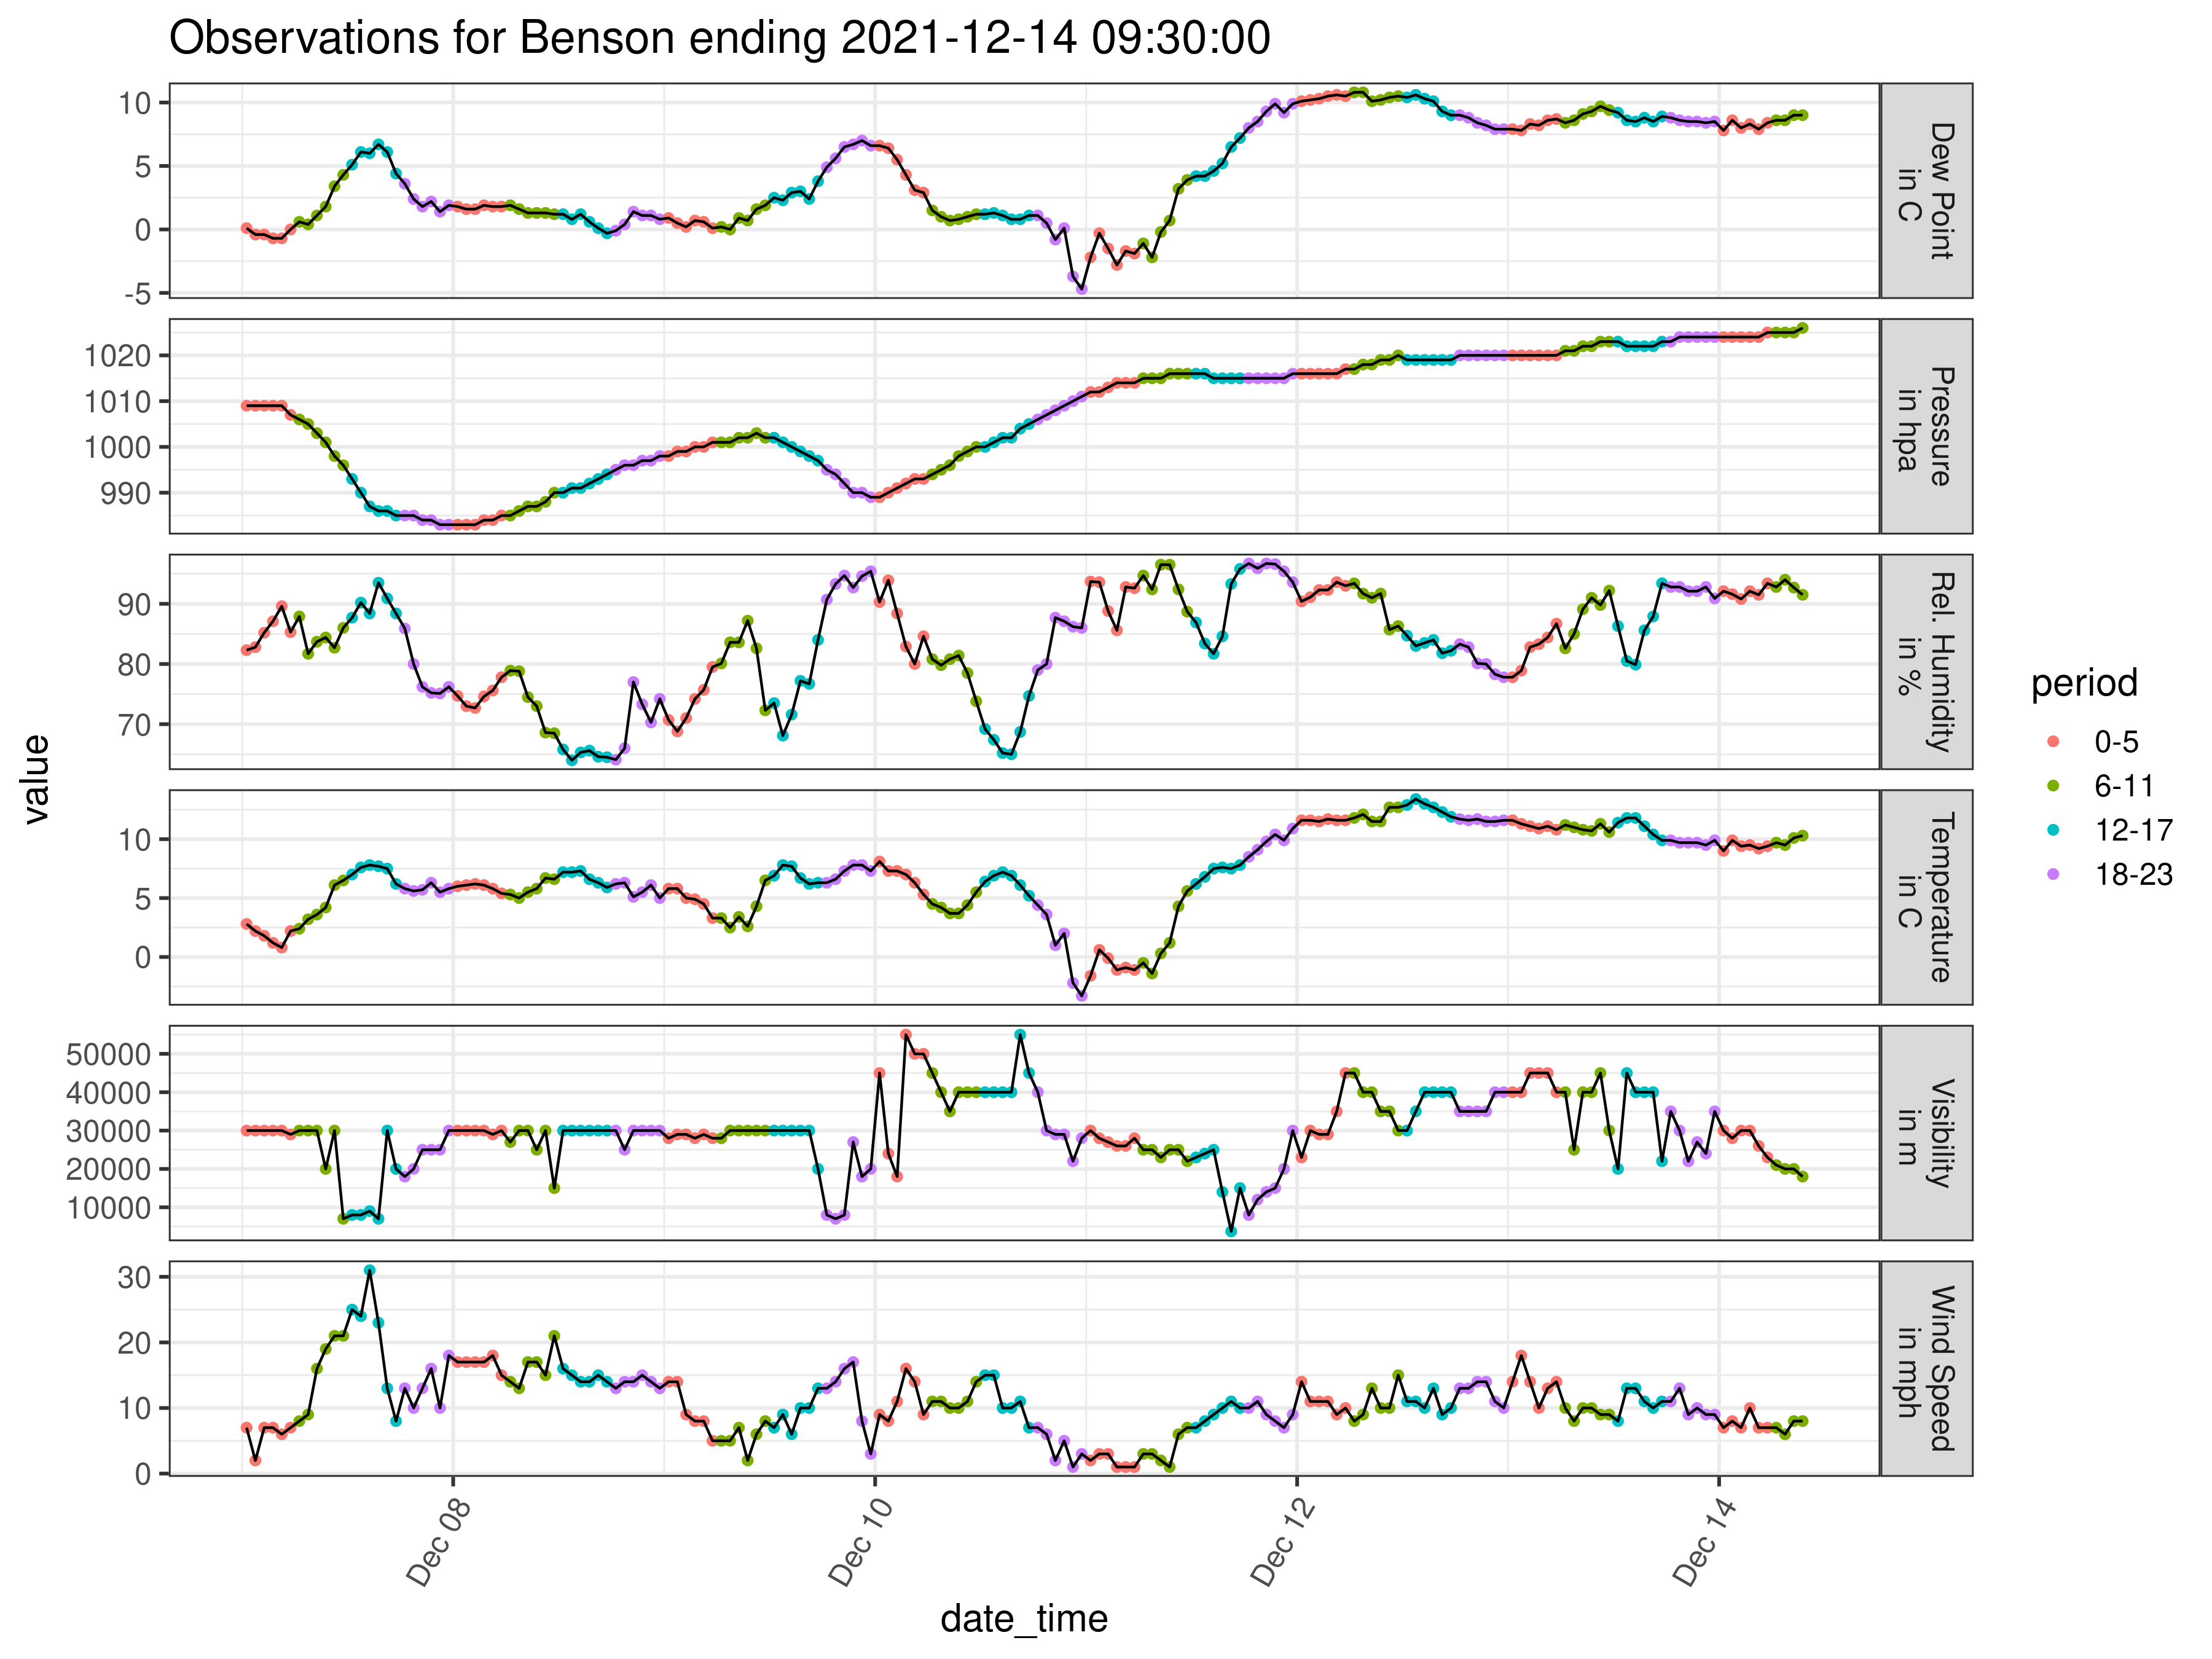 Observations for Benson ending 2021-12-14 09:30:00
value
10
5
0
-5
Dew Point
in C
1020
1010
1000
990
Pressure
in hpa
90
80
70
Rel. Humidity
in %
10
5
0
Temperature
in C
50000
40000
30000
20000
10000
Visibility
in m
30
20
10
0
Wind Speed
in mph
Dec 08
Dec 10
Dec 12
Dec 14
date_time
period
0-5
6-11
12-17
18-23